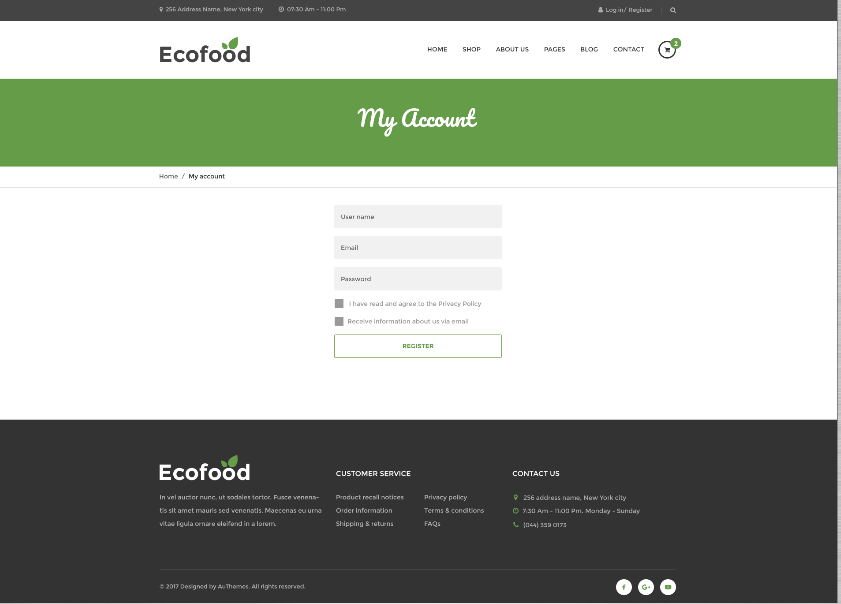 256 Address Name, New York city
07:30 Am - 11:00 Pm
Log in/ Register
Ecofood
HOME SHOP ABOUT US PAGES BLOG CONTACT
2
My Account
Home / My account
User name
Email
Password
I have read and agree to the Privacy Policy
Receive information about us via email
REGISTER
Ecofood
In vel auctor nunc, ut sodales tortor. Fusce venena-
tis sit amet mauris sed venenatis. Maecenas eu urna
vitae ligula ornare eleifend in a lorem.
CUSTOMER SERVICE
Product recall notices
Order information
Shipping & returns
Privacy policy
Terms & conditions
FAQs
CONTACT US
256 address name, New York city
7:30 Am - 11:00 Pm, Monday - Sunday
(044) 359 0173
© 2017 Designed by AuThemes. All rights reserved.
f
G+